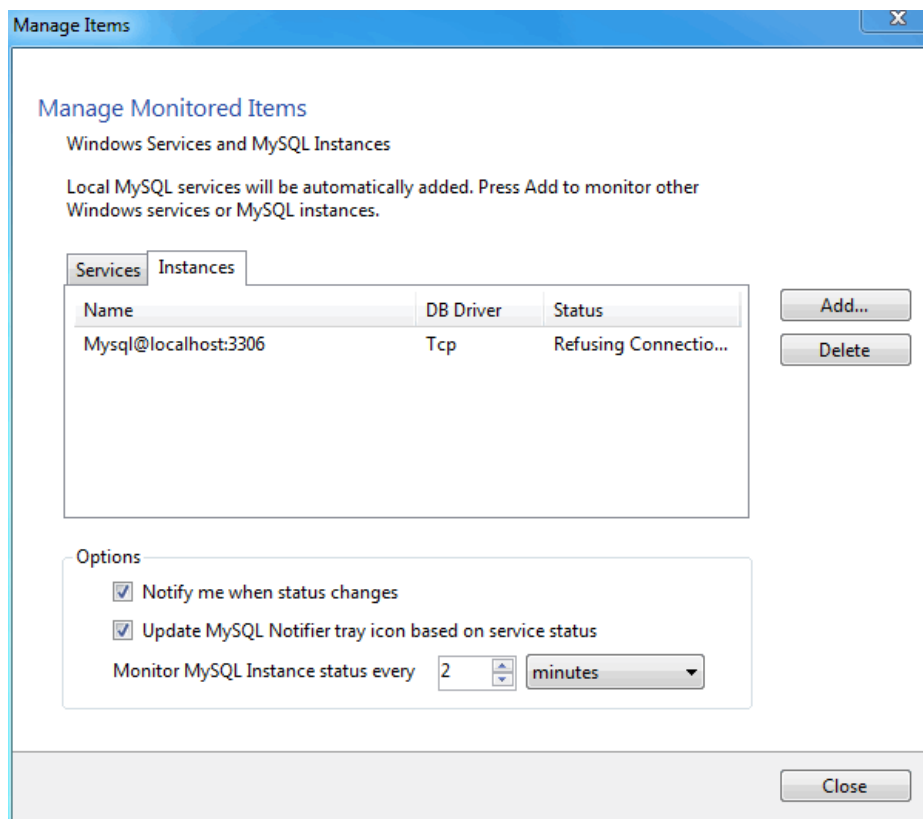 Manage Items
X
Manage Monitored Items
Windows Services and MySQL Instances
Local MySQL services will be automatically added. Press Add to monitor other
Windows services or MySQL instances.
Services Instances
Name DB Driver Status
Add...
Mysql@localhost:3306 Tcp Refusing Connectio...
Delete
Options
Notify me when status changes
Update MySQL Notifier tray icon based on service status
Monitor MySQL Instance status every 2 minutes
Close